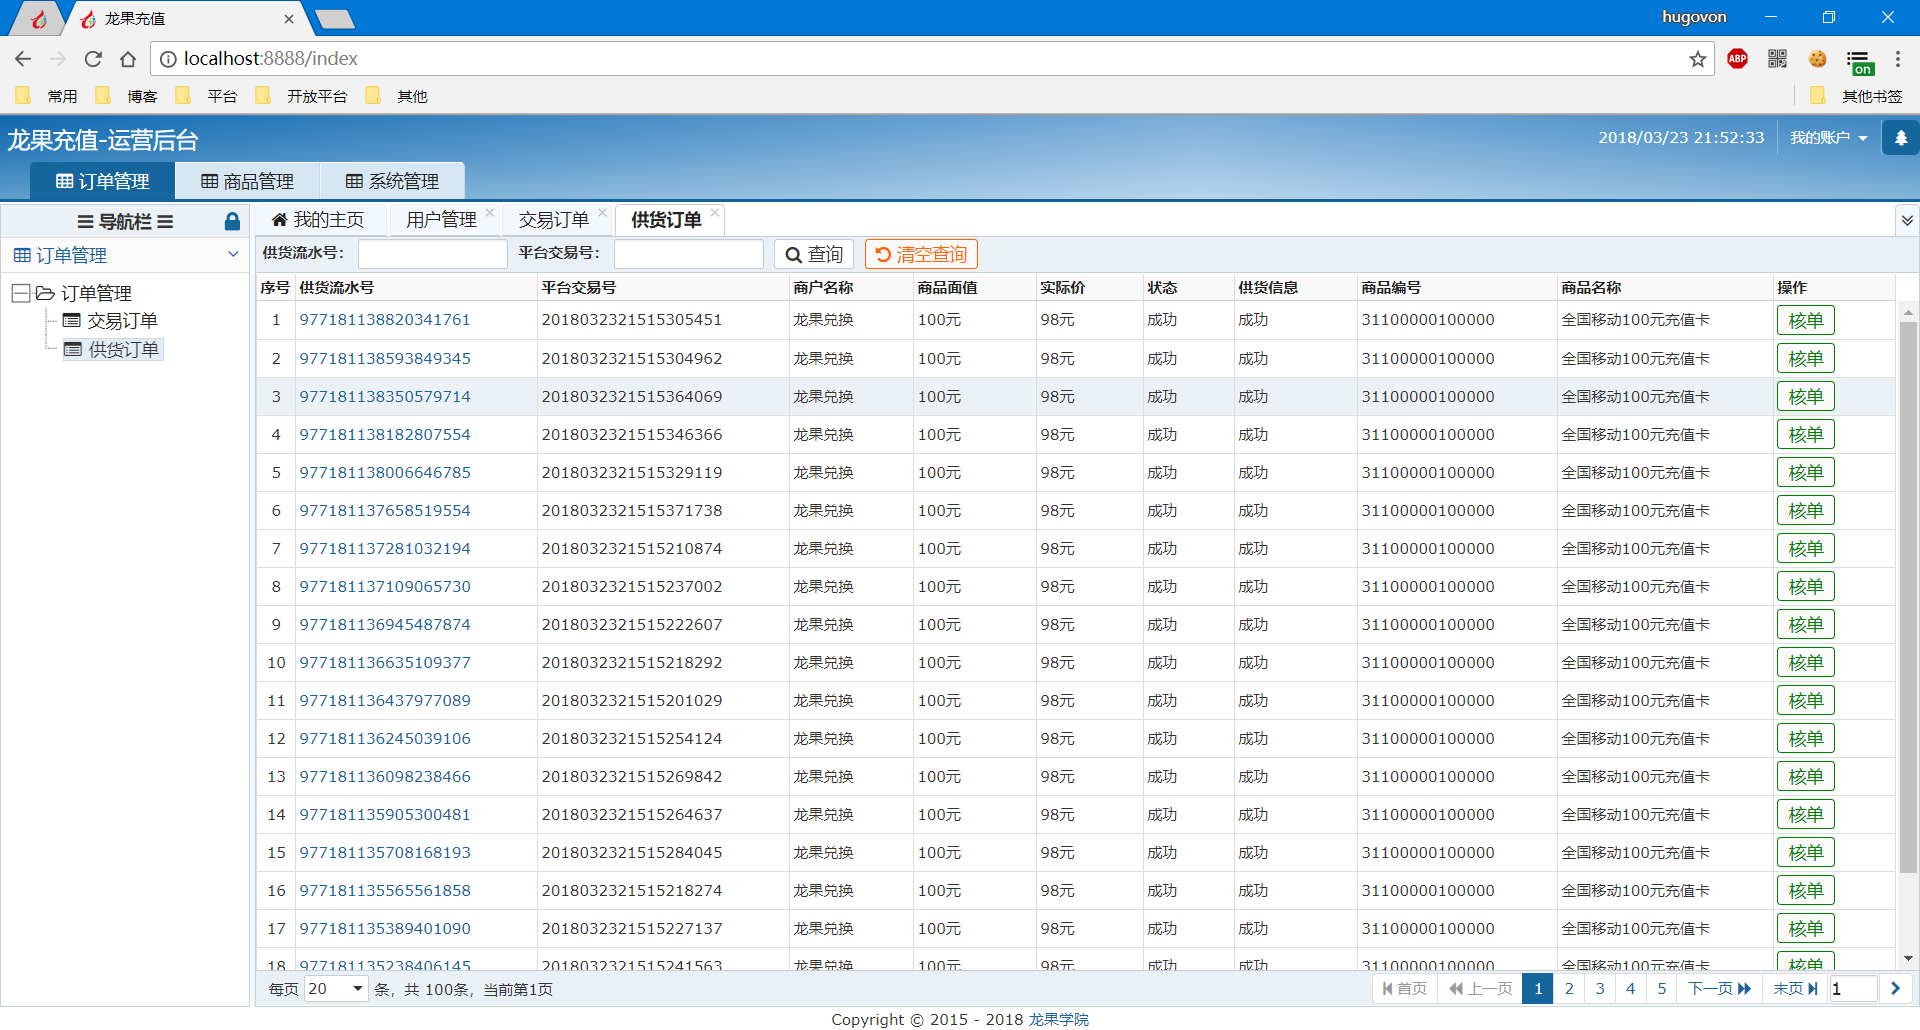 龙果充值
hugovon
localhost:8888/index
ABP
on
常用 博客 平台 开放平台 其他 其他书签
龙果充值-运营后台
2018/03/23 21:52:33 我的账户
订单管理 商品管理 系统管理
导航栏
我的主页 用户管理 交易订单 供货订单
订单管理
订单管理
交易订单
供货订单
供货流水号： 平台交易号： 查询 清空查询
序号 供货流水号 平台交易号 商户名称 商品面值 实际价 状态 供货信息 商品编号 商品名称 操作
1 977181138820341761 2018032321515305451 龙果兑换 100元 98元 成功 成功 31100000100000 全国移动100元充值卡 核单
2 977181138593849345 2018032321515304962 龙果兑换 100元 98元 成功 成功 31100000100000 全国移动100元充值卡 核单
3 977181138350579714 2018032321515364069 龙果兑换 100元 98元 成功 成功 31100000100000 全国移动100元充值卡 核单
4 977181138182807554 2018032321515346366 龙果兑换 100元 98元 成功 成功 31100000100000 全国移动100元充值卡 核单
5 977181138006646785 2018032321515329119 龙果兑换 100元 98元 成功 成功 31100000100000 全国移动100元充值卡 核单
6 977181137658519554 2018032321515371738 龙果兑换 100元 98元 成功 成功 31100000100000 全国移动100元充值卡 核单
7 977181137281032194 2018032321515210874 龙果兑换 100元 98元 成功 成功 31100000100000 全国移动100元充值卡 核单
8 977181137109065730 2018032321515237002 龙果兑换 100元 98元 成功 成功 31100000100000 全国移动100元充值卡 核单
9 977181136945487874 2018032321515222607 龙果兑换 100元 98元 成功 成功 31100000100000 全国移动100元充值卡 核单
10 977181136635109377 2018032321515218292 龙果兑换 100元 98元 成功 成功 31100000100000 全国移动100元充值卡 核单
11 977181136437977089 2018032321515201029 龙果兑换 100元 98元 成功 成功 31100000100000 全国移动100元充值卡 核单
12 977181136245039106 2018032321515254124 龙果兑换 100元 98元 成功 成功 31100000100000 全国移动100元充值卡 核单
13 977181136098238466 2018032321515269842 龙果兑换 100元 98元 成功 成功 31100000100000 全国移动100元充值卡 核单
14 977181135905300481 2018032321515264637 龙果兑换 100元 98元 成功 成功 31100000100000 全国移动100元充值卡 核单
15 977181135708168193 2018032321515284045 龙果兑换 100元 98元 成功 成功 31100000100000 全国移动100元充值卡 核单
16 977181135565561858 2018032321515218274 龙果兑换 100元 98元 成功 成功 31100000100000 全国移动100元充值卡 核单
17 977181135389401090 2018032321515227137 龙果兑换 100元 98元 成功 成功 31100000100000 全国移动100元充值卡 核单
18 977181135238406145 2018032321515241563 龙果兑换 100元 98元 成功 成功 31100000100000 全国移动100元充值卡 核单
每页 20 条，共 100条，当前第1页 首页 上一页 1 2 3 4 5 下一页 末页 1
Copyright © 2015 - 2018 龙果学院